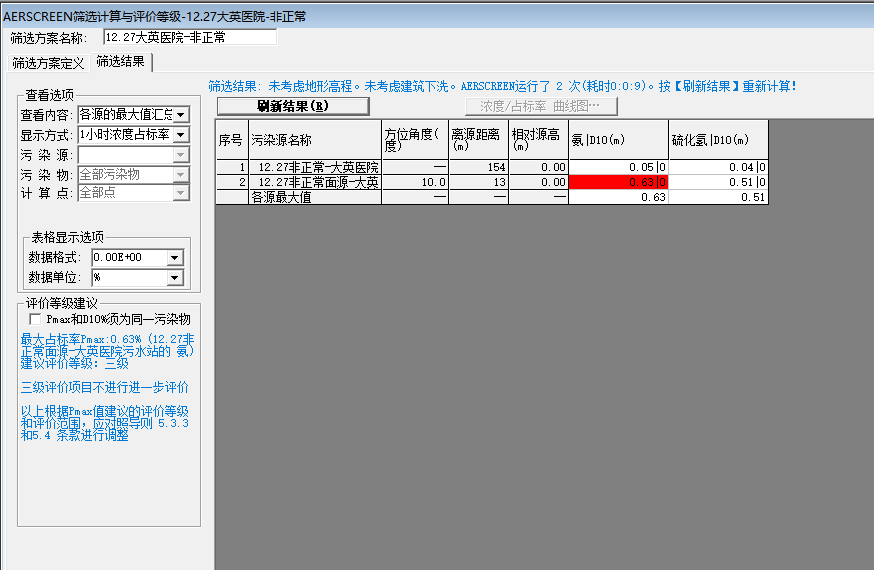 AERSCREEN筛选计算与评价等级-12.27大英医院-非正常
筛选方案名称: 12.27大英医院-非正常
筛选方案定义 筛选结果
筛选结果: 未考虑地形高程。未考虑建筑下洗。AERSCREEN运行了 2 次(耗时0:0:9)。按【刷新结果】重新计算!
刷新结果(R) 浓度/占标率 曲线图…
查看选项
查看内容: 各源的最大值汇总
显示方式: 1小时浓度占标率
污 染 源:
污 染 物: 全部污染物
计 算 点: 全部点
表格显示选项
数据格式: 0.00E+00
数据单位: %
评价等级建议
Pmax和D10%须为同一污染物
最大占标率Pmax:0.63% (12.27非
正常面源-大英医院污水站的 氨)
建议评价等级: 三级
三级评价项目不进行进一步评价
以上根据Pmax值建议的评价等级
和评价范围，应对照导则 5.3.3
和5.4 条款进行调整
序号 污染源名称 方位角度(度) 离源距离(m) 相对源高(m) 氨|D10(m) 硫化氢|D10(m)
1 12.27非正常-大英医院 — 154 0.00 0.05|0 0.04|0
2 12.27非正常面源-大英 10.0 13 0.00 0.63|0 0.51|0
各源最大值 — — — 0.63 0.51